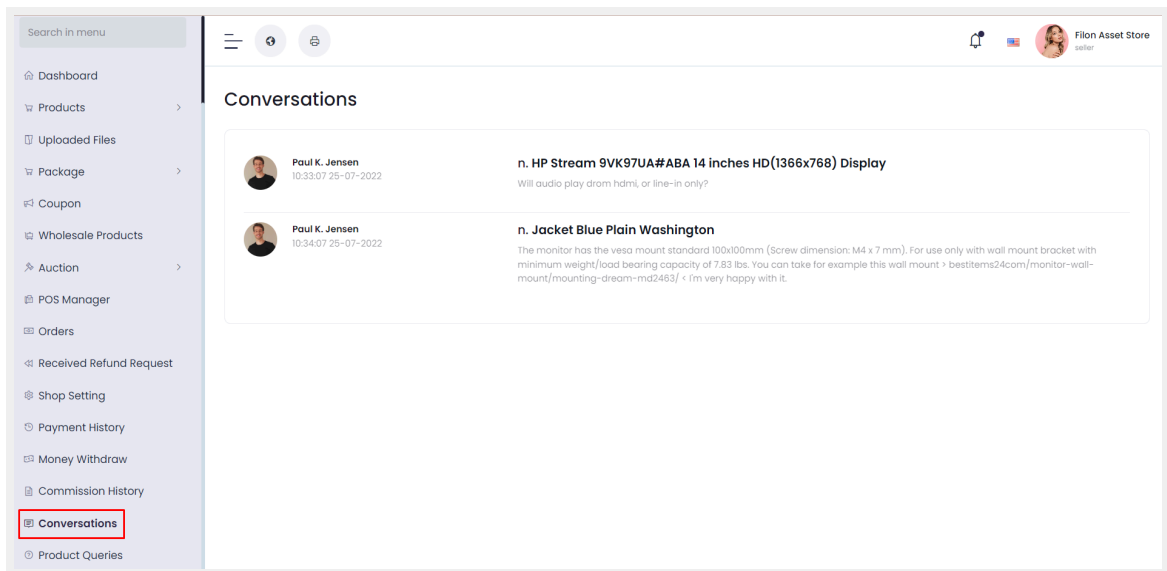 Search in menu
Dashboard
Products
Uploaded Files
Package
Coupon
Wholesale Products
Auction
POS Manager
Orders
Received Refund Request
Shop Setting
Payment History
Money Withdraw
Commission History
Conversations
Product Queries
Filon Asset Store
seller
Conversations
Paul K. Jensen
10:33:07 25-07-2022
n. HP Stream 9VK97UA#ABA 14 inches HD(1366x768) Display
Will audio play drom hdmi, or line-in only?
Paul K. Jensen
10:34:07 25-07-2022
n. Jacket Blue Plain Washington
The monitor has the vesa mount standard 100x100mm (Screw dimension: M4 x 7 mm). For use only with wall mount bracket with
minimum weight/load bearing capacity of 7.83 lbs. You can take for example this wall mount > bestitems24com/monitor-wall-
mount/mounting-dream-md2463/ < I'm very happy with it.